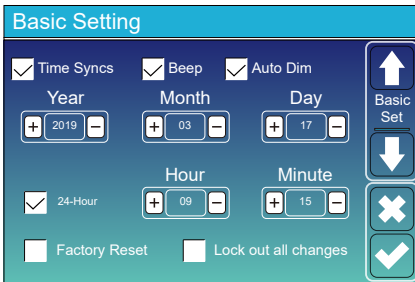 Basic Setting
Time Syncs Beep Auto Dim
Year Month Day
+ 2019 − + 03 − + 17 −
Basic
Set
Hour Minute
24-Hour + 09 − + 15 −
Factory Reset Lock out all changes